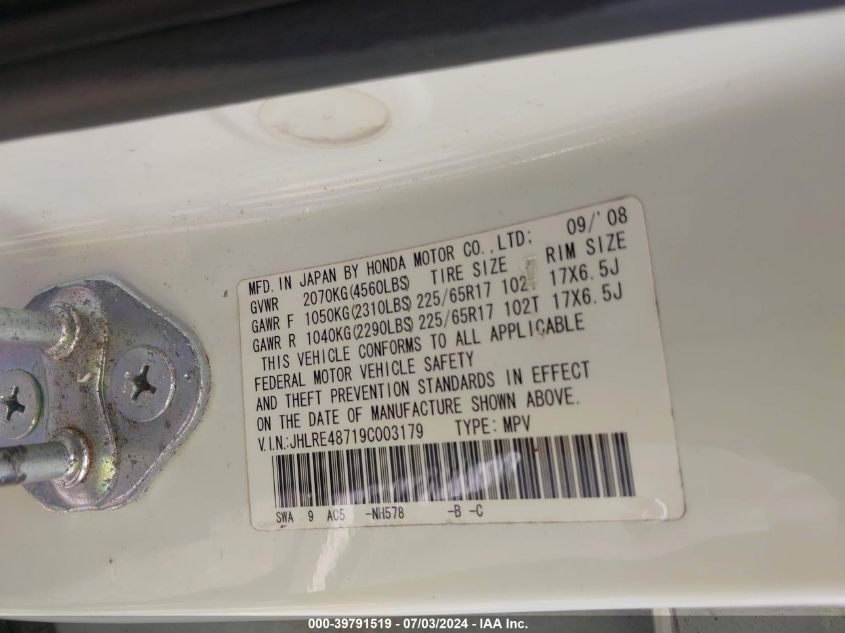 MFD. IN JAPAN BY HONDA MOTOR CO.,LTD: 09/'08
GVWR 2070KG(4560LBS) TIRE SIZE RIM SIZE
GAWR F 1050KG(2310LBS) 225/65R17 102T 17X6.5J
GAWR R 1040KG(2290LBS) 225/65R17 102T 17X6.5J
THIS VEHICLE CONFORMS TO ALL APPLICABLE
FEDERAL MOTOR VEHICLE SAFETY
AND THEFT PREVENTION STANDARDS IN EFFECT
ON THE DATE OF MANUFACTURE SHOWN ABOVE.
V.I.N:JHLRE48719C003179 TYPE: MPV
SWA 9 AC5 -NH578 -B -C
000-39791519 - 07/03/2024 - IAA Inc.